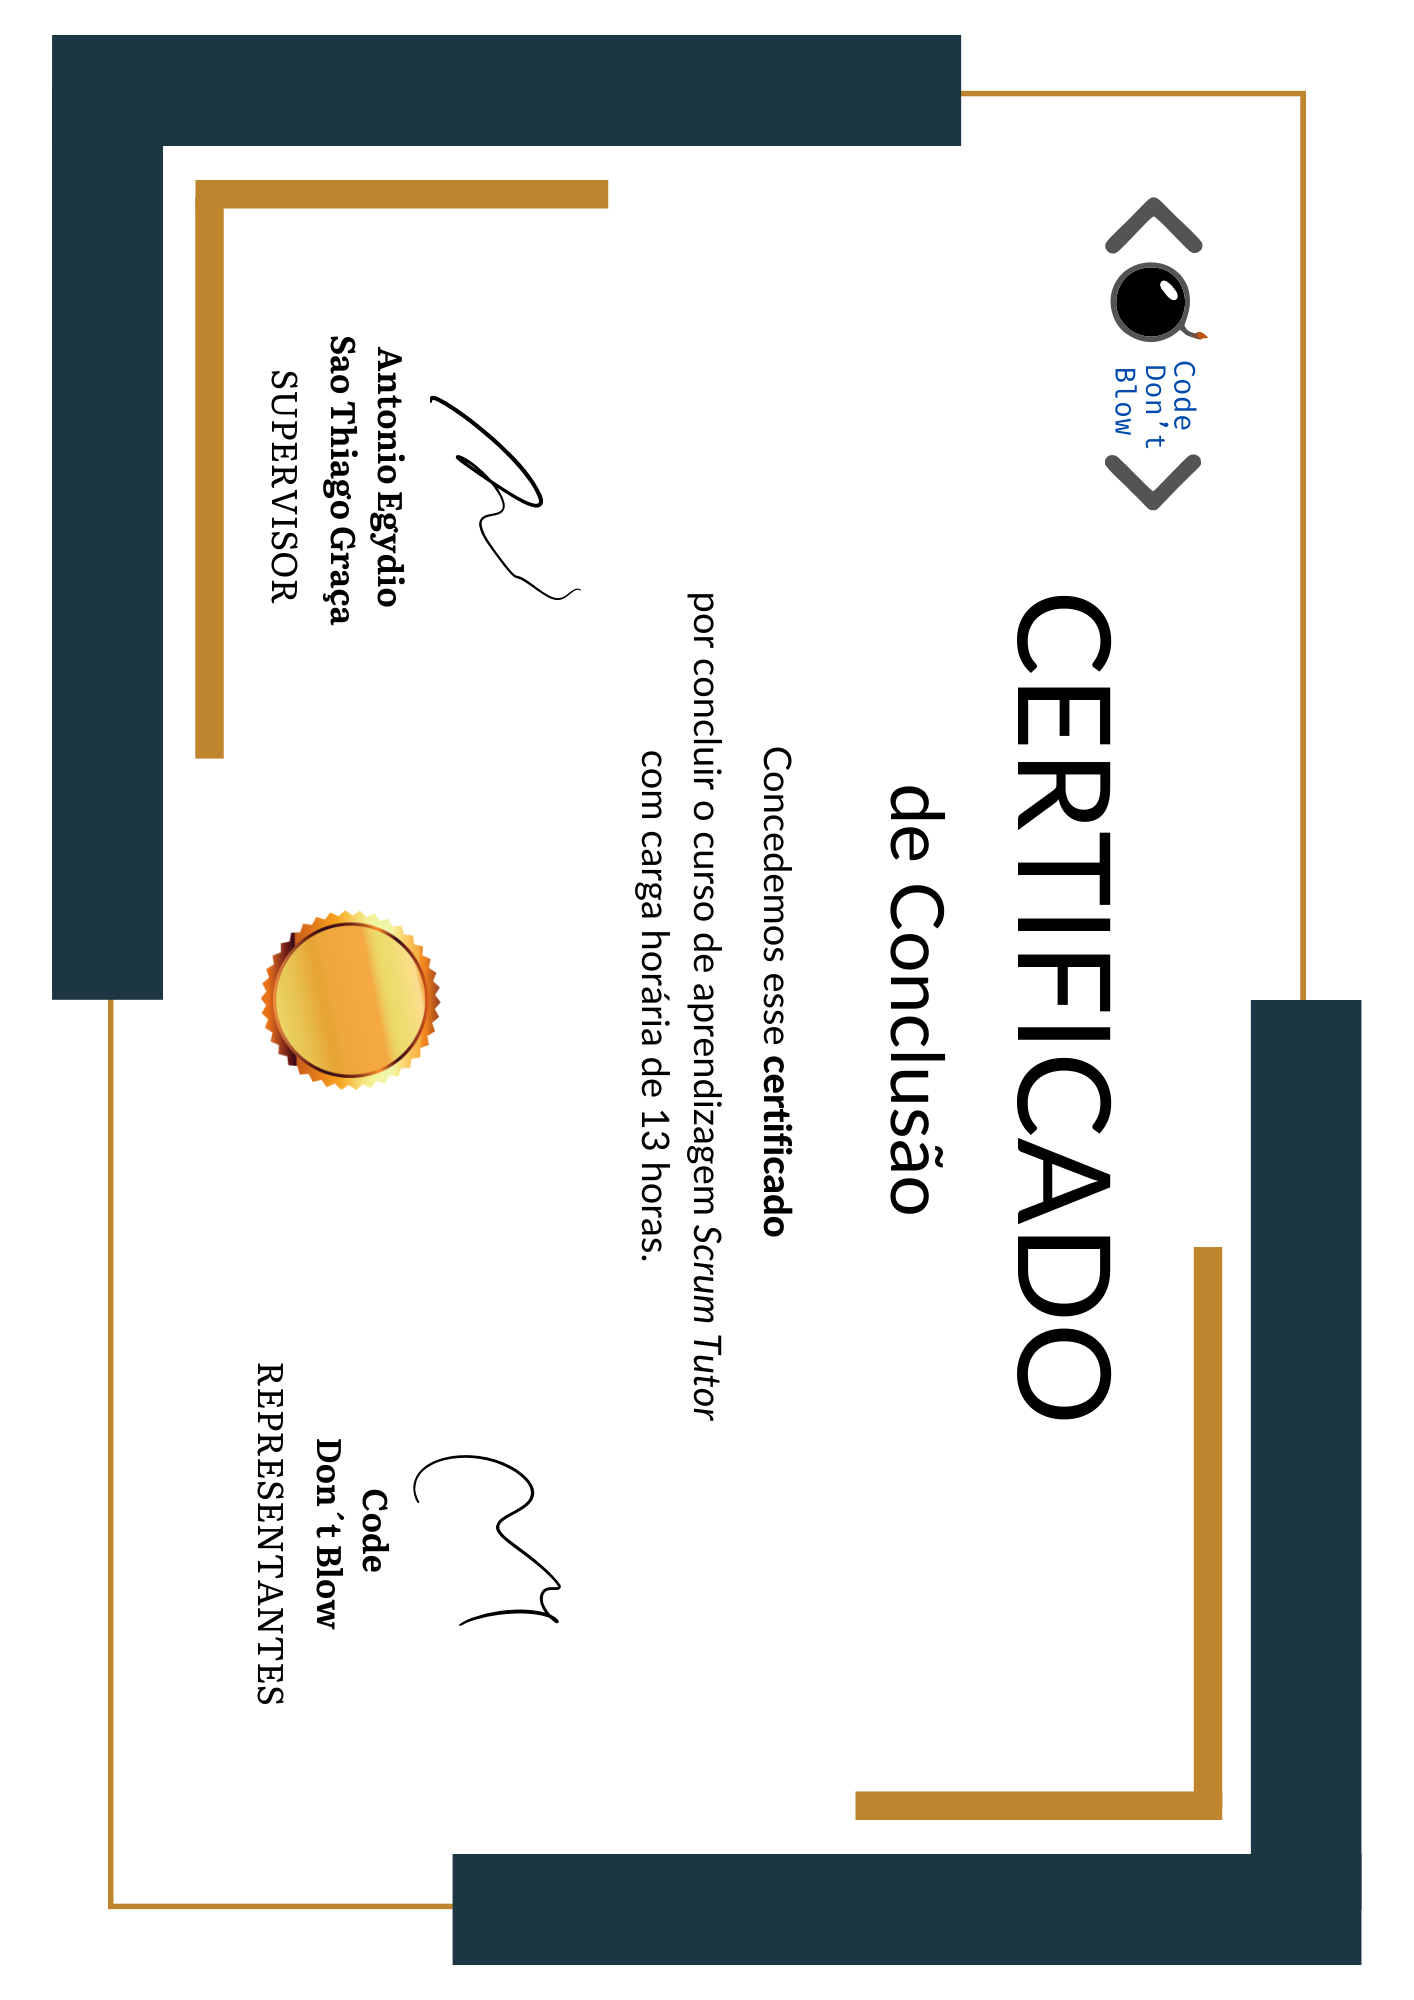 Code
Don't
Blow
CERTIFICADO
de Conclusão
Concedemos esse certificado
por concluir o curso de aprendizagem Scrum Tutor
com carga horária de 13 horas.
Antonio Egydio
Sao Thiago Graça
SUPERVISOR
Code
Don´t Blow
REPRESENTANTES